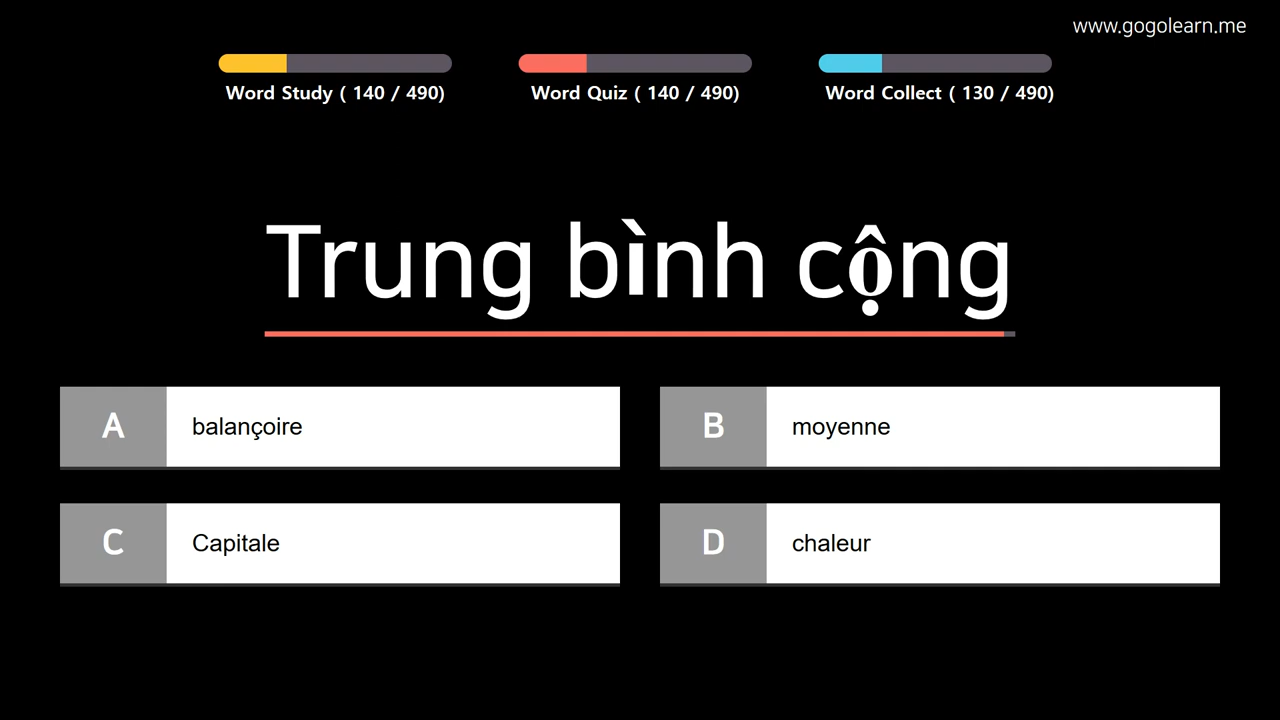 www.gogolearn.me
Word Study ( 140 / 490)
Word Quiz ( 140 / 490)
Word Collect ( 130 / 490)
Trung bình cộng
A balançoire
B moyenne
C Capitale
D chaleur